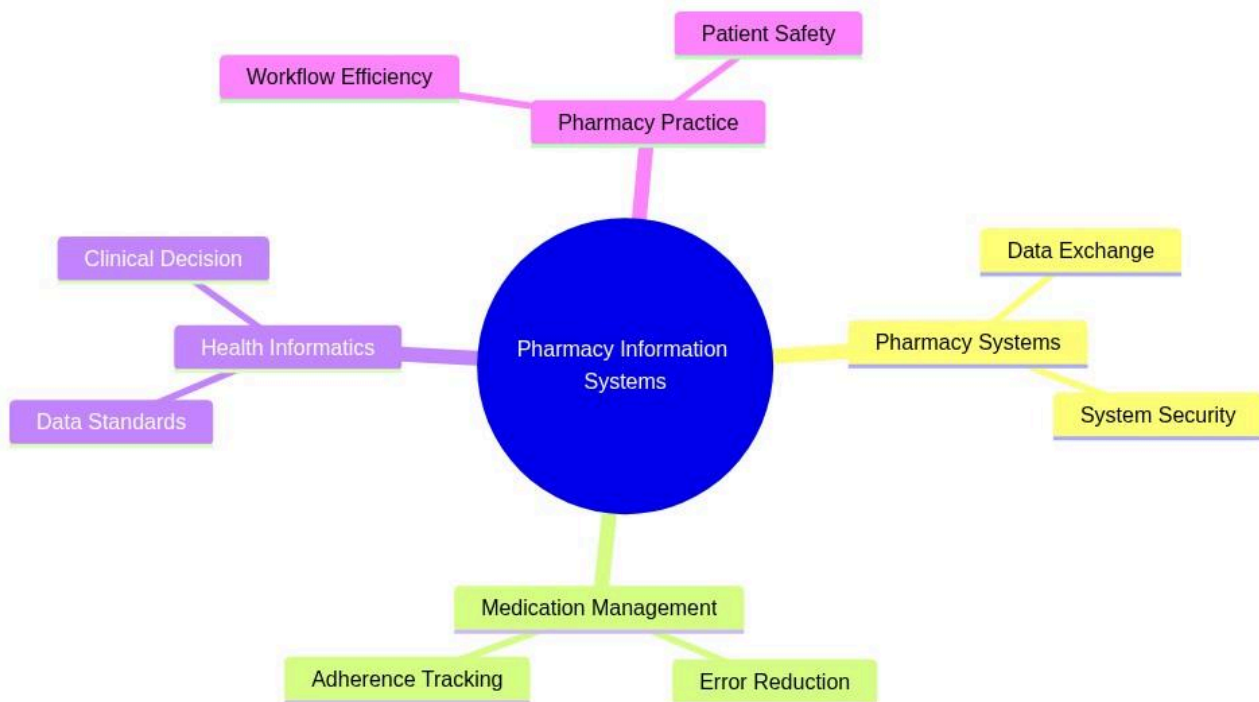 Patient Safety
Workflow Efficiency
Pharmacy Practice
Clinical Decision
Data Exchange
Health Informatics
Pharmacy Information
Systems
Pharmacy Systems
Data Standards
System Security
Medication Management
Adherence Tracking
Error Reduction